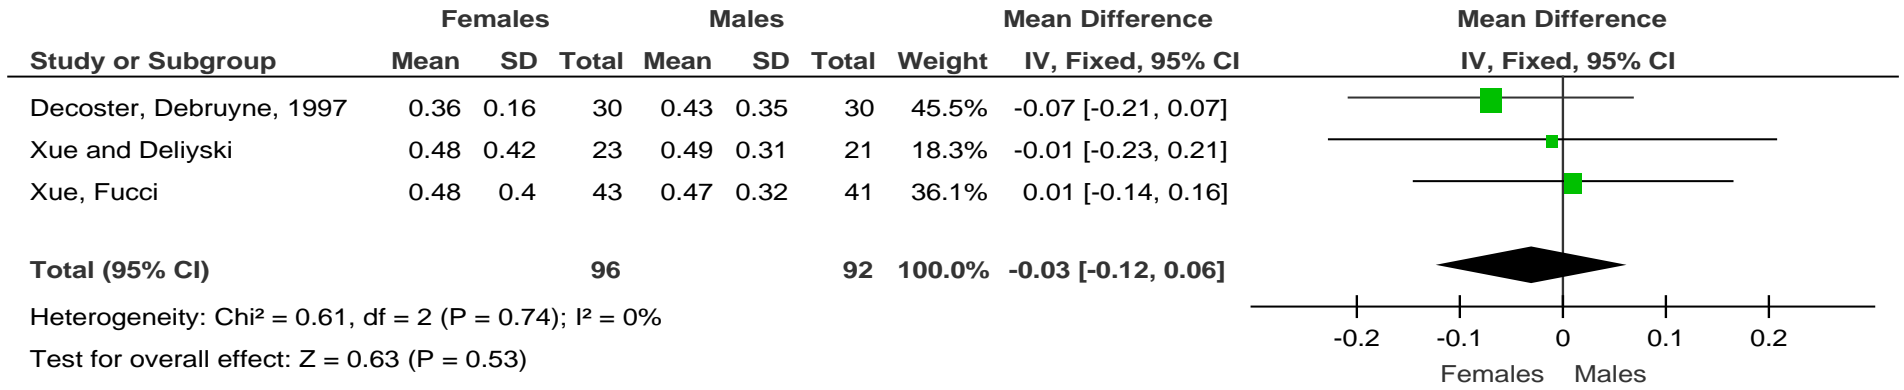 Females Males Mean Difference Mean Difference
Study or Subgroup Mean SD Total Mean SD Total Weight IV, Fixed, 95% CI IV, Fixed, 95% CI
Decoster, Debruyne, 1997 0.36 0.16 30 0.43 0.35 30 45.5% -0.07 [-0.21, 0.07]
Xue and Deliyski 0.48 0.42 23 0.49 0.31 21 18.3% -0.01 [-0.23, 0.21]
Xue, Fucci 0.48 0.4 43 0.47 0.32 41 36.1% 0.01 [-0.14, 0.16]
Total (95% CI) 96 92 100.0% -0.03 [-0.12, 0.06]
Heterogeneity: Chi² = 0.61, df = 2 (P = 0.74); I² = 0%
Test for overall effect: Z = 0.63 (P = 0.53)
-0.2 -0.1 0 0.1 0.2
Females Males